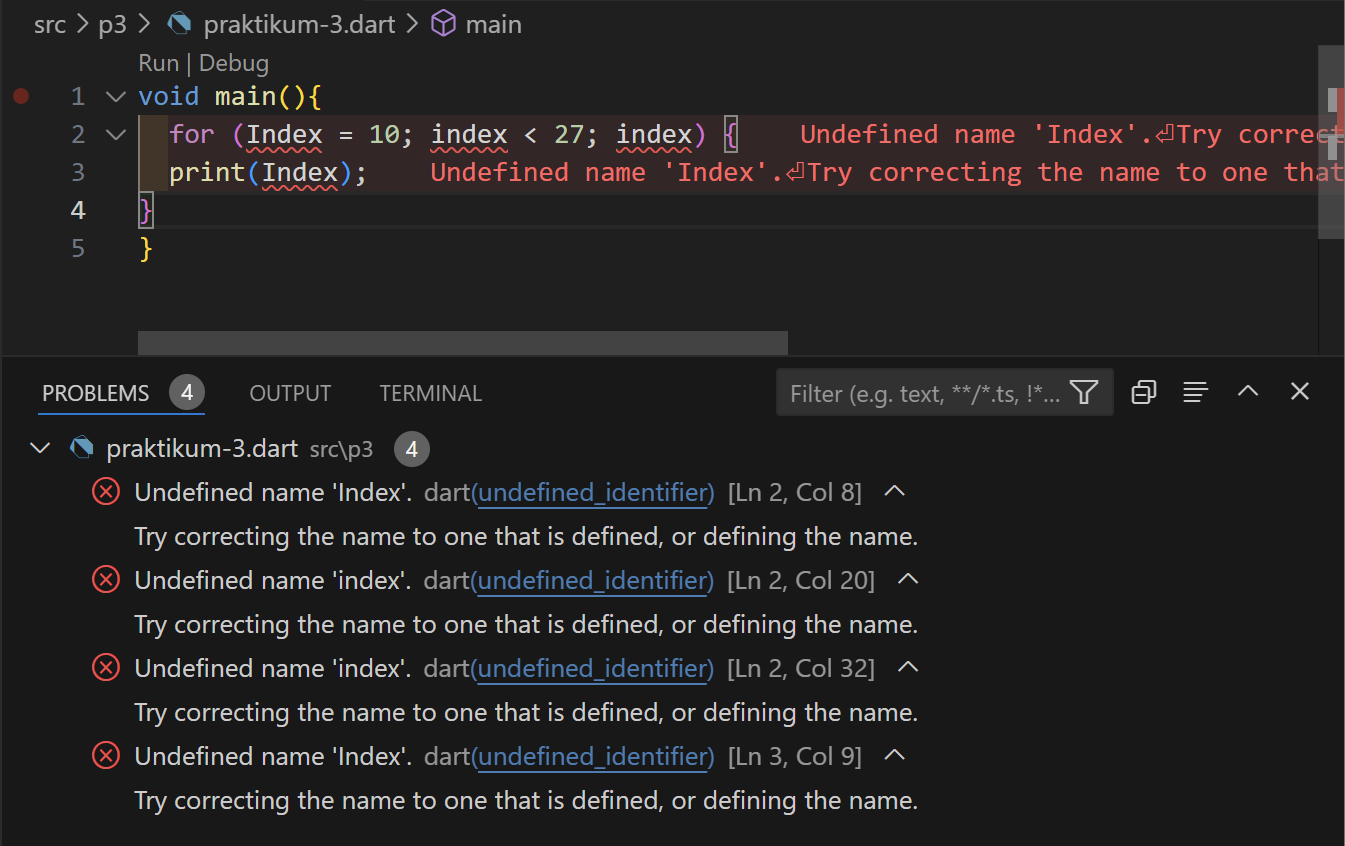 src > p3 > praktikum-3.dart > main
Run | Debug
1 void main(){
2 for (Index = 10; index < 27; index) { Undefined name 'Index'.⏎Try correct
3 print(Index); Undefined name 'Index'.⏎Try correcting the name to one that
4 }
5 }
PROBLEMS 4 OUTPUT TERMINAL Filter (e.g. text, **/*.ts, !*...
praktikum-3.dart src\p3 4
Undefined name 'Index'. dart(undefined_identifier) [Ln 2, Col 8]
Try correcting the name to one that is defined, or defining the name.
Undefined name 'index'. dart(undefined_identifier) [Ln 2, Col 20]
Try correcting the name to one that is defined, or defining the name.
Undefined name 'index'. dart(undefined_identifier) [Ln 2, Col 32]
Try correcting the name to one that is defined, or defining the name.
Undefined name 'Index'. dart(undefined_identifier) [Ln 3, Col 9]
Try correcting the name to one that is defined, or defining the name.